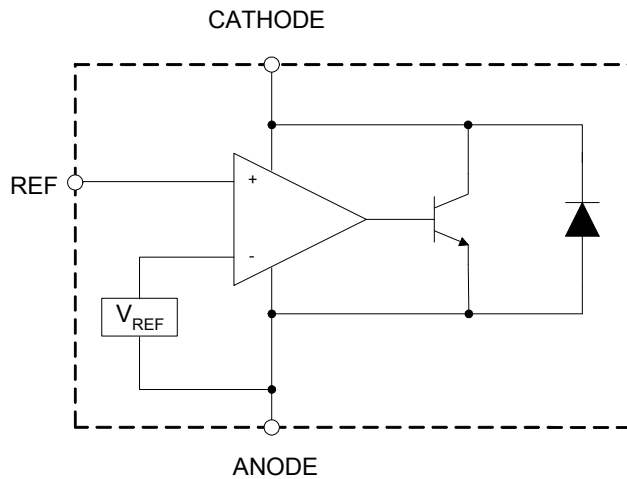 CATHODE
REF
+
-
VREF
ANODE